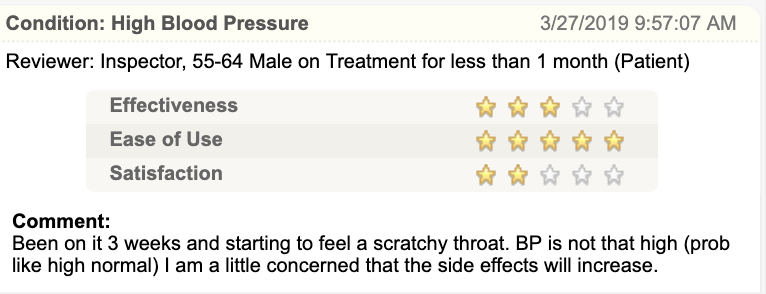 Condition: High Blood Pressure 3/27/2019 9:57:07 AM
Reviewer: Inspector, 55-64 Male on Treatment for less than 1 month (Patient)
Effectiveness
Ease of Use
Satisfaction
Comment:
Been on it 3 weeks and starting to feel a scratchy throat. BP is not that high (prob
like high normal) I am a little concerned that the side effects will increase.